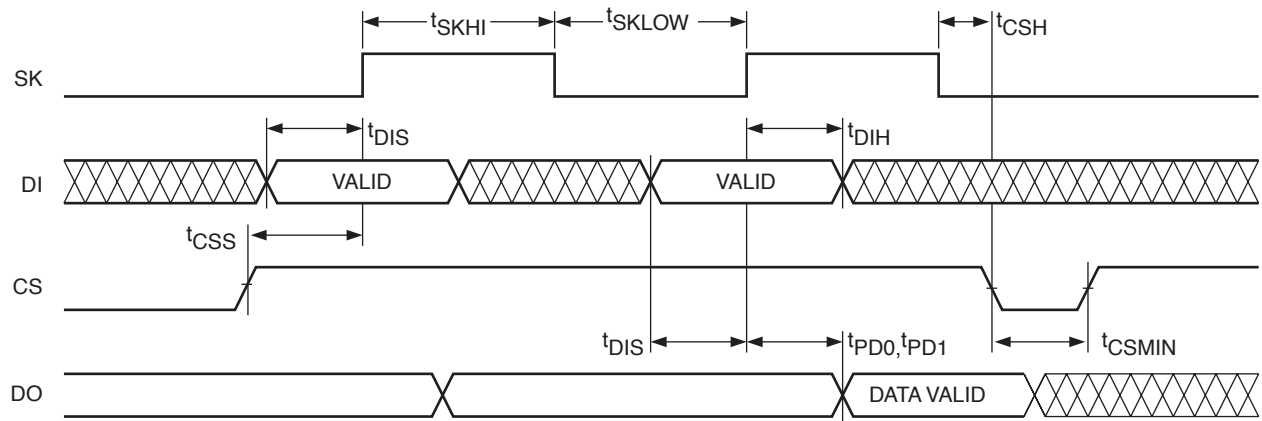 tSKHI tSKLOW tCSH
SK
tDIS tDIH
DI VALID VALID
tCSS
CS
tDIS tPD0,tPD1 tCSMIN
DO DATA VALID